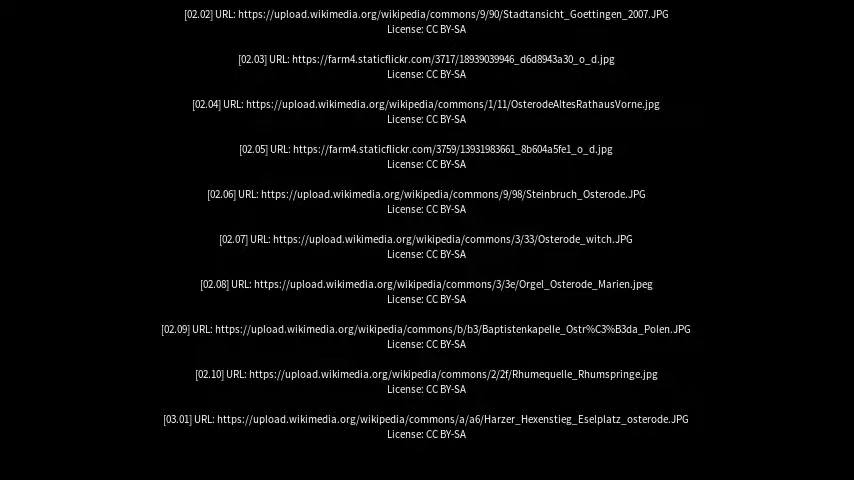 [02.02] URL: https://upload.wikimedia.org/wikipedia/commons/9/90/Stadtansicht_Goettingen_2007.JPG
License: CC BY-SA
[02.03] URL: https://farm4.staticflickr.com/3717/18939039946_d6d8943a30_o_d.jpg
License: CC BY-SA
[02.04] URL: https://upload.wikimedia.org/wikipedia/commons/1/11/OsterodeAltesRathausVorne.jpg
License: CC BY-SA
[02.05] URL: https://farm4.staticflickr.com/3759/13931983661_8b604a5fe1_o_d.jpg
License: CC BY-SA
[02.06] URL: https://upload.wikimedia.org/wikipedia/commons/9/98/Steinbruch_Osterode.JPG
License: CC BY-SA
[02.07] URL: https://upload.wikimedia.org/wikipedia/commons/3/33/Osterode_witch.JPG
License: CC BY-SA
[02.08] URL: https://upload.wikimedia.org/wikipedia/commons/3/3e/Orgel_Osterode_Marien.jpeg
License: CC BY-SA
[02.09] URL: https://upload.wikimedia.org/wikipedia/commons/b/b3/Baptistenkapelle_Ostr%C3%B3da_Polen.JPG
License: CC BY-SA
[02.10] URL: https://upload.wikimedia.org/wikipedia/commons/2/2f/Rhumequelle_Rhumspringe.jpg
License: CC BY-SA
[03.01] URL: https://upload.wikimedia.org/wikipedia/commons/a/a6/Harzer_Hexenstieg_Eselplatz_osterode.JPG
License: CC BY-SA